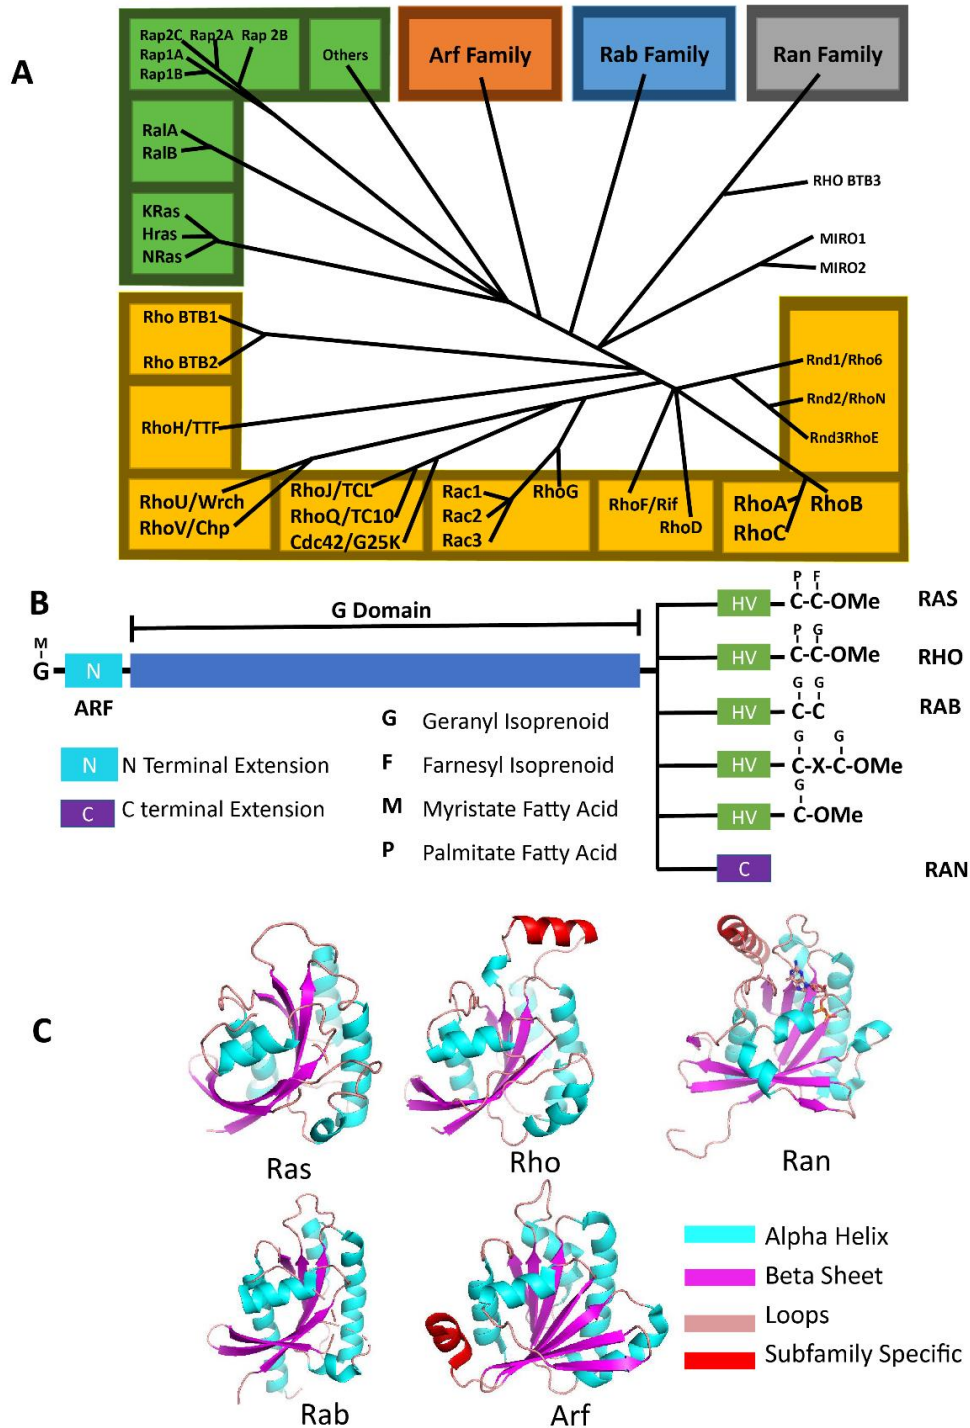 A
Rap2C Rap2A Rap 2B
Rap1A
Rap1B
Others
Arf Family
Rab Family
Ran Family
RalA
RalB
KRas
Hras
NRas
RHO BTB3
MIRO1
MIRO2
Rho BTB1
Rho BTB2
RhoH/TTF
Rnd1/Rho6
Rnd2/RhoN
Rnd3RhoE
RhoU/Wrch
RhoV/Chp
RhoJ/TCL
RhoQ/TC10
Cdc42/G25K
Rac1
Rac2
Rac3
RhoG
RhoF/Rif
RhoD
RhoA RhoB
RhoC
B
G Domain
M
G
N
ARF
N N Terminal Extension
C C terminal Extension
G Geranyl Isoprenoid
F Farnesyl Isoprenoid
M Myristate Fatty Acid
P Palmitate Fatty Acid
P F
HV C-C-OMe RAS
P G
HV C-C-OMe RHO
G G
HV C-C RAB
G G
HV C-X-C-OMe
G
HV C-OMe
C RAN
C
Ras
Rho
Ran
Rab
Arf
Alpha Helix
Beta Sheet
Loops
Subfamily Specific